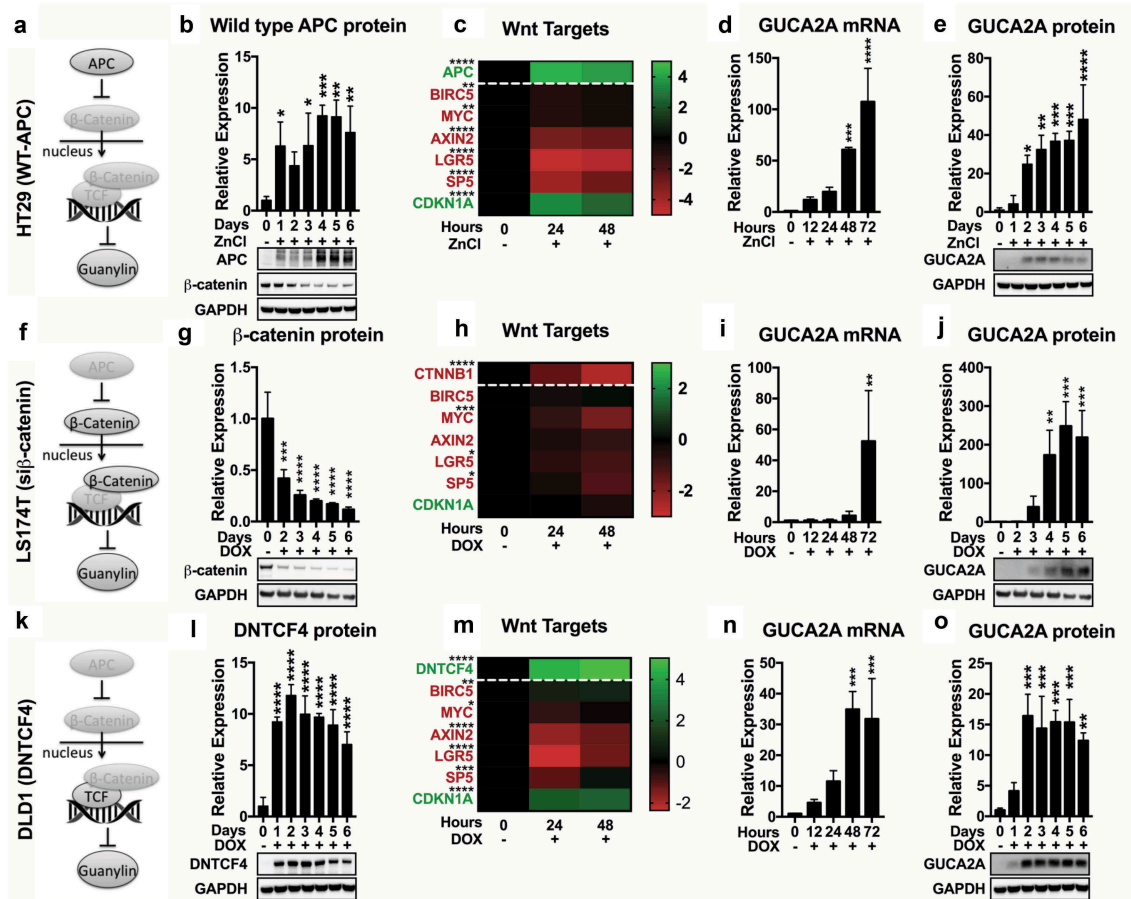 a
HT29 (WT-APC)
APC
β-Catenin
nucleus
β-Catenin
TCF
Guanylin
b
Wild type APC protein
Relative Expression
15
10
5
0
* * *** ** **
0 1 2 3 4 5 6
Days
- + + + + + +
ZnCl
APC
β-catenin
GAPDH
c
Wnt Targets
****
APC
**
BIRC5
**
MYC
****
AXIN2
****
LGR5
****
SP5
****
CDKN1A
4
2
0
-2
-4
Hours 0 24 48
ZnCl - + +
d
GUCA2A mRNA
Relative Expression
150
100
50
0
*** ****
Hours 0 12 24 48 72
ZnCl - + + + +
e
GUCA2A protein
Relative Expression
80
60
40
20
0
* ** *** *** ****
Days 0 1 2 3 4 5 6
ZnCl - + + + + + +
GUCA2A
GAPDH
f
LS174T (siβ-catenin)
APC
β-Catenin
nucleus
β-Catenin
TCF
Guanylin
g
β-catenin protein
Relative Expression
1.5
1.0
0.5
0.0
*** **** **** **** ****
0 2 3 4 5 6
Days
- + + + + +
DOX
β-catenin
GAPDH
h
Wnt Targets
****
CTNNB1
BIRC5
***
MYC
AXIN2
*
LGR5
*
SP5
CDKN1A
2
0
-2
Hours 0 24 48
DOX - + +
i
GUCA2A mRNA
Relative Expression
100
80
60
40
20
0
**
Hours 0 12 24 48 72
DOX - + + + +
j
GUCA2A protein
Relative Expression
400
300
200
100
0
** *** ***
Days 0 2 3 4 5 6
DOX - + + + + +
GUCA2A
GAPDH
k
DLD1 (DNTCF4)
APC
β-Catenin
nucleus
β-Catenin
TCF
Guanylin
l
DNTCF4 protein
Relative Expression
15
10
5
0
**** **** **** **** **** ****
0 1 2 3 4 5 6
Days
- + + + + + +
DOX
DNTCF4
GAPDH
m
Wnt Targets
****
DNTCF4
**
BIRC5
*
MYC
****
AXIN2
****
LGR5
***
SP5
****
CDKN1A
4
2
0
-2
Hours 0 24 48
DOX - + +
n
GUCA2A mRNA
Relative Expression
50
40
30
20
10
0
*** ***
Hours 0 12 24 48 72
DOX - + + + +
o
GUCA2A protein
Relative Expression
25
20
15
10
5
0
*** *** *** *** **
Days 0 1 2 3 4 5 6
DOX - + + + + + +
GUCA2A
GAPDH